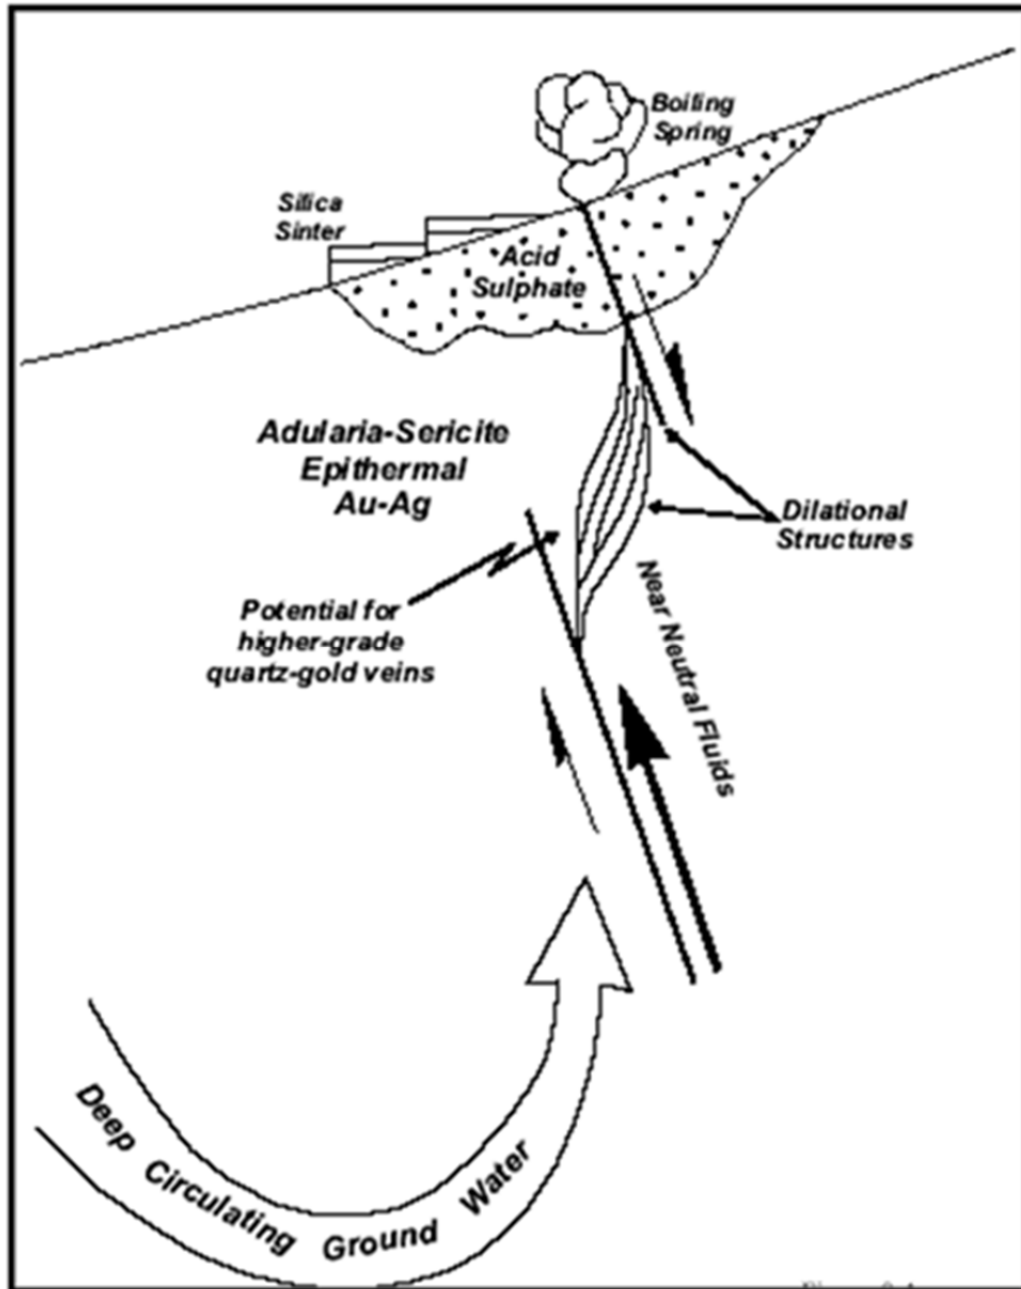 Boiling
Spring
Silica
Sinter
Acid
Sulphate
Adularia-Sericite
Epithermal
Au-Ag
Dilational
Structures
Potential for
higher-grade
quartz-gold veins
Near Neutral Fluids
Deep Circulating Ground Water